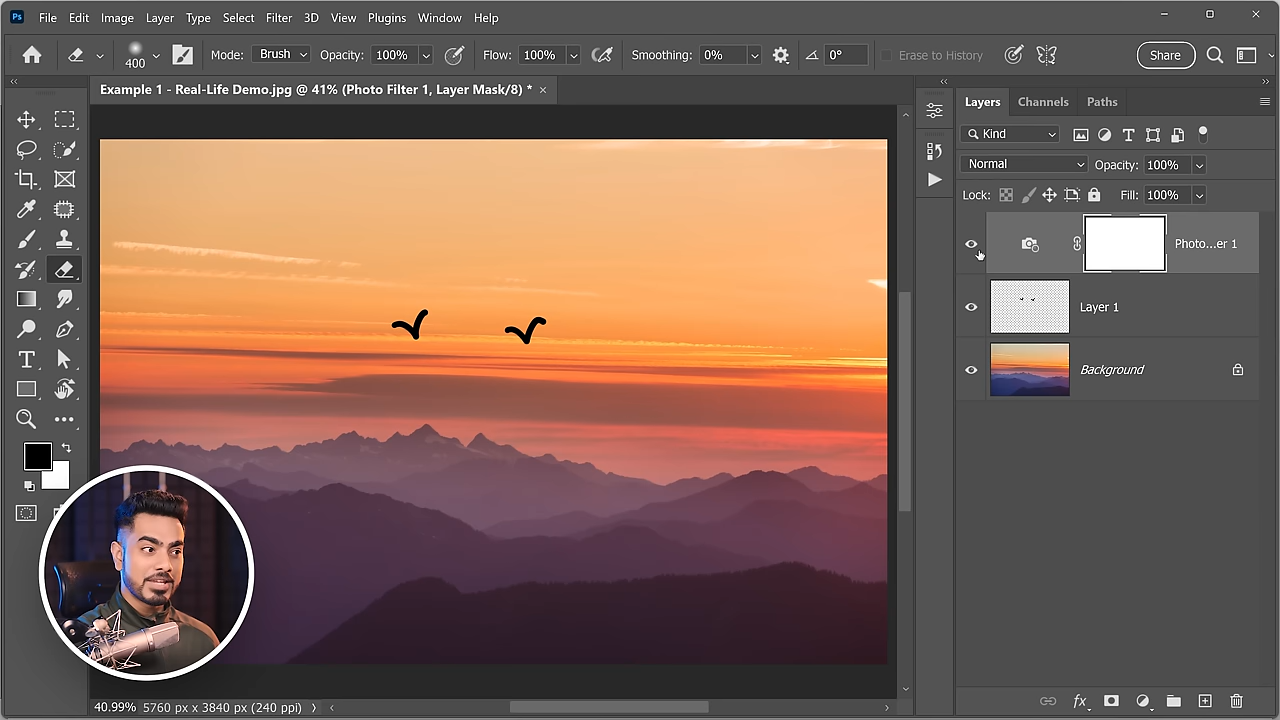 Ps File Edit Image Layer Type Select Filter 3D View Plugins Window Help
400 Mode: Brush Opacity: 100% Flow: 100% Smoothing: 0% 0° Erase to History Share
Example 1 - Real-Life Demo.jpg @ 41% (Photo Filter 1, Layer Mask/8) *
Layers Channels Paths
Kind
Normal Opacity: 100%
Lock: Fill: 100%
Photo...er 1
Layer 1
Background
40.99% 5760 px x 3840 px (240 ppi)